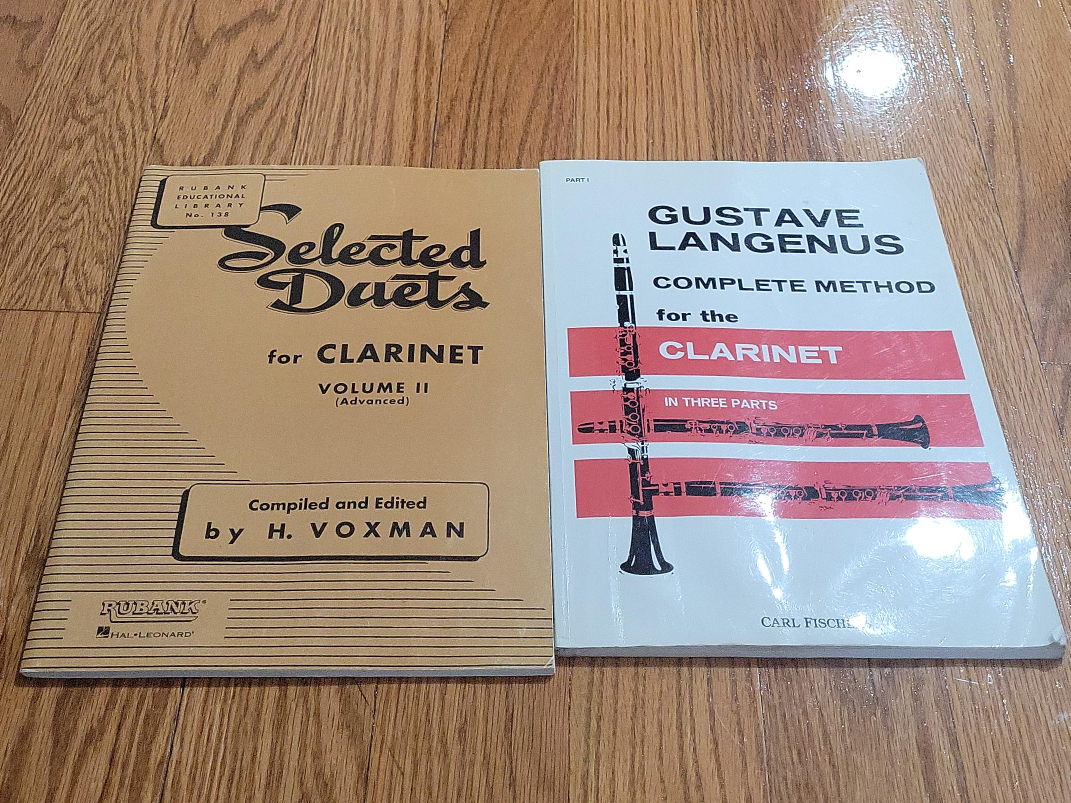 RUBANK
EDUCATIONAL
LIBRARY
No. 138
Selected
Duets
for CLARINET
VOLUME II
(Advanced)
Compiled and Edited
by H. VOXMAN
RUBANK®
HAL•LEONARD®
PART I
GUSTAVE
LANGENUS
COMPLETE METHOD
for the
CLARINET
IN THREE PARTS
CARL